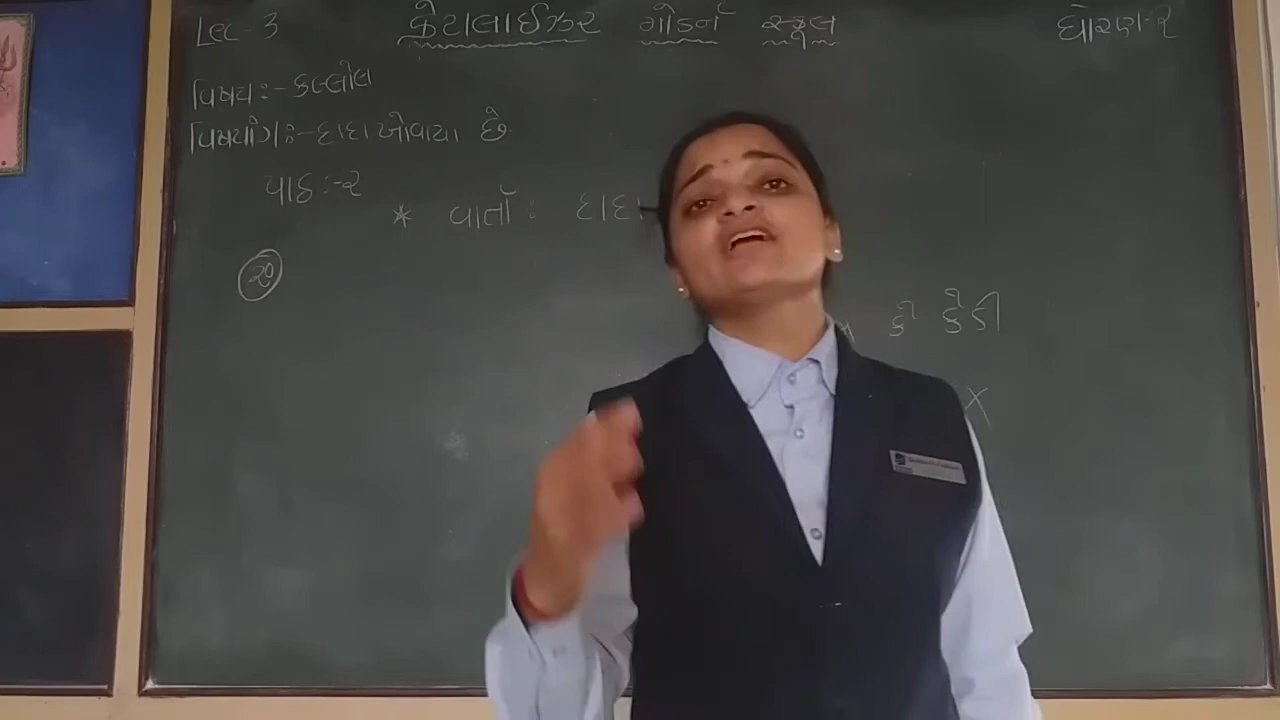 Lec - 3 કેટાલાઈઝર મોડર્ન સ્કૂલ ધોરણ-૨
વિષય :- કલ્લોલ
વિષયાંગ :- દાદા ખોવાયા છે
પાઠ :- ૨
* વાર્તા : દાદા
૨૦
કે કેડી
x